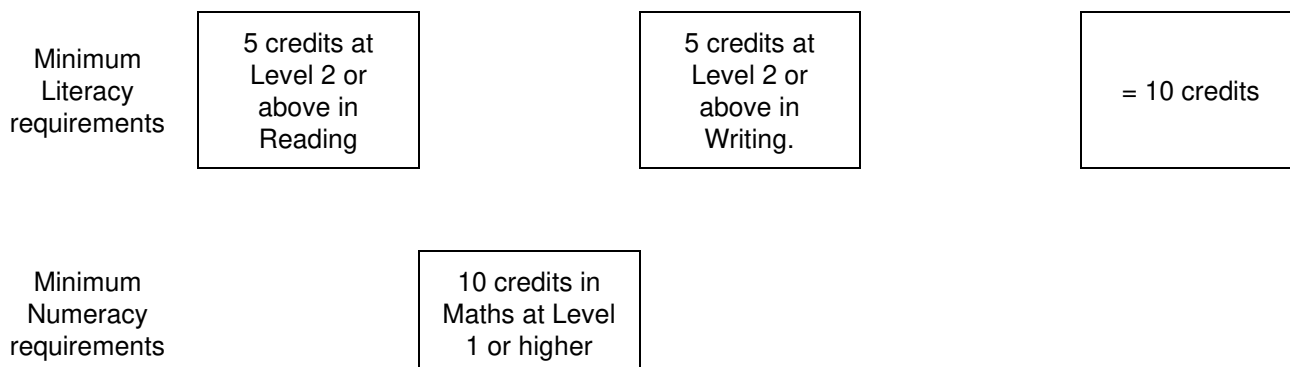 Minimum
Literacy
requirements
5 credits at
Level 2 or
above in
Reading
5 credits at
Level 2 or
above in
Writing.
= 10 credits
Minimum
Numeracy
requirements
10 credits in
Maths at Level
1 or higher